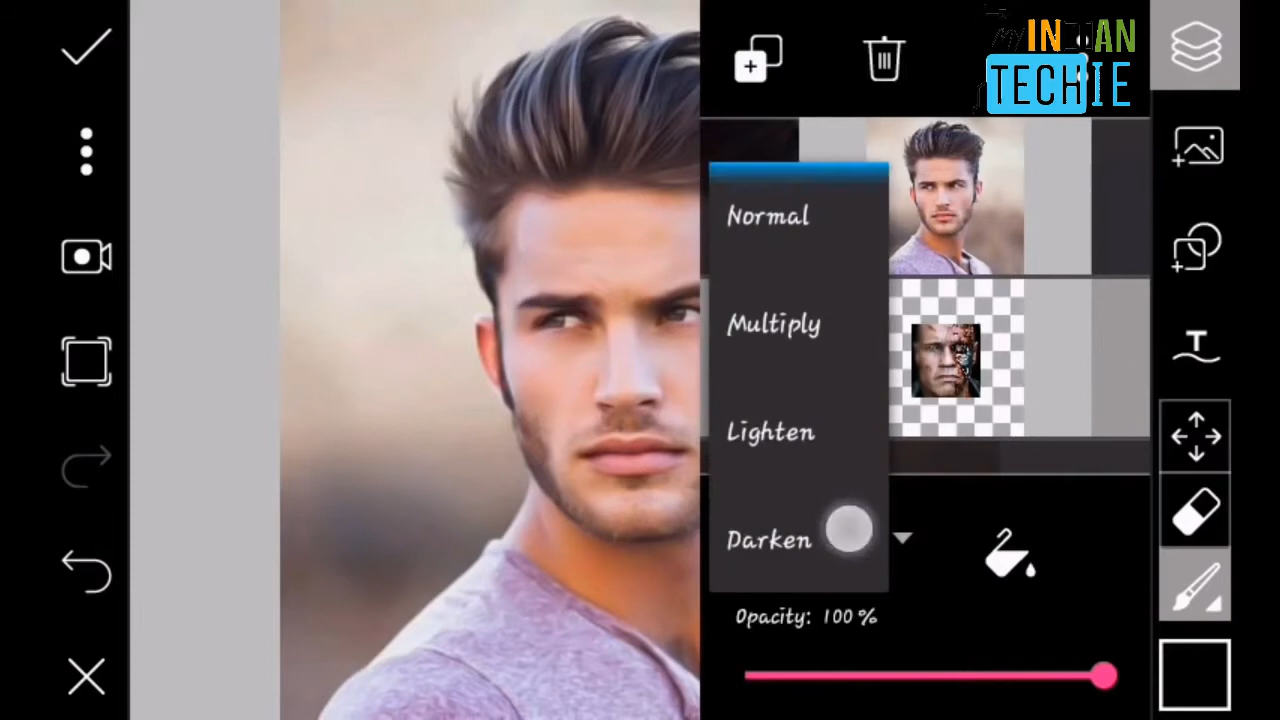 my INDIAN
TECHIE
Normal
Multiply
Lighten
Darken
Opacity: 100%
T